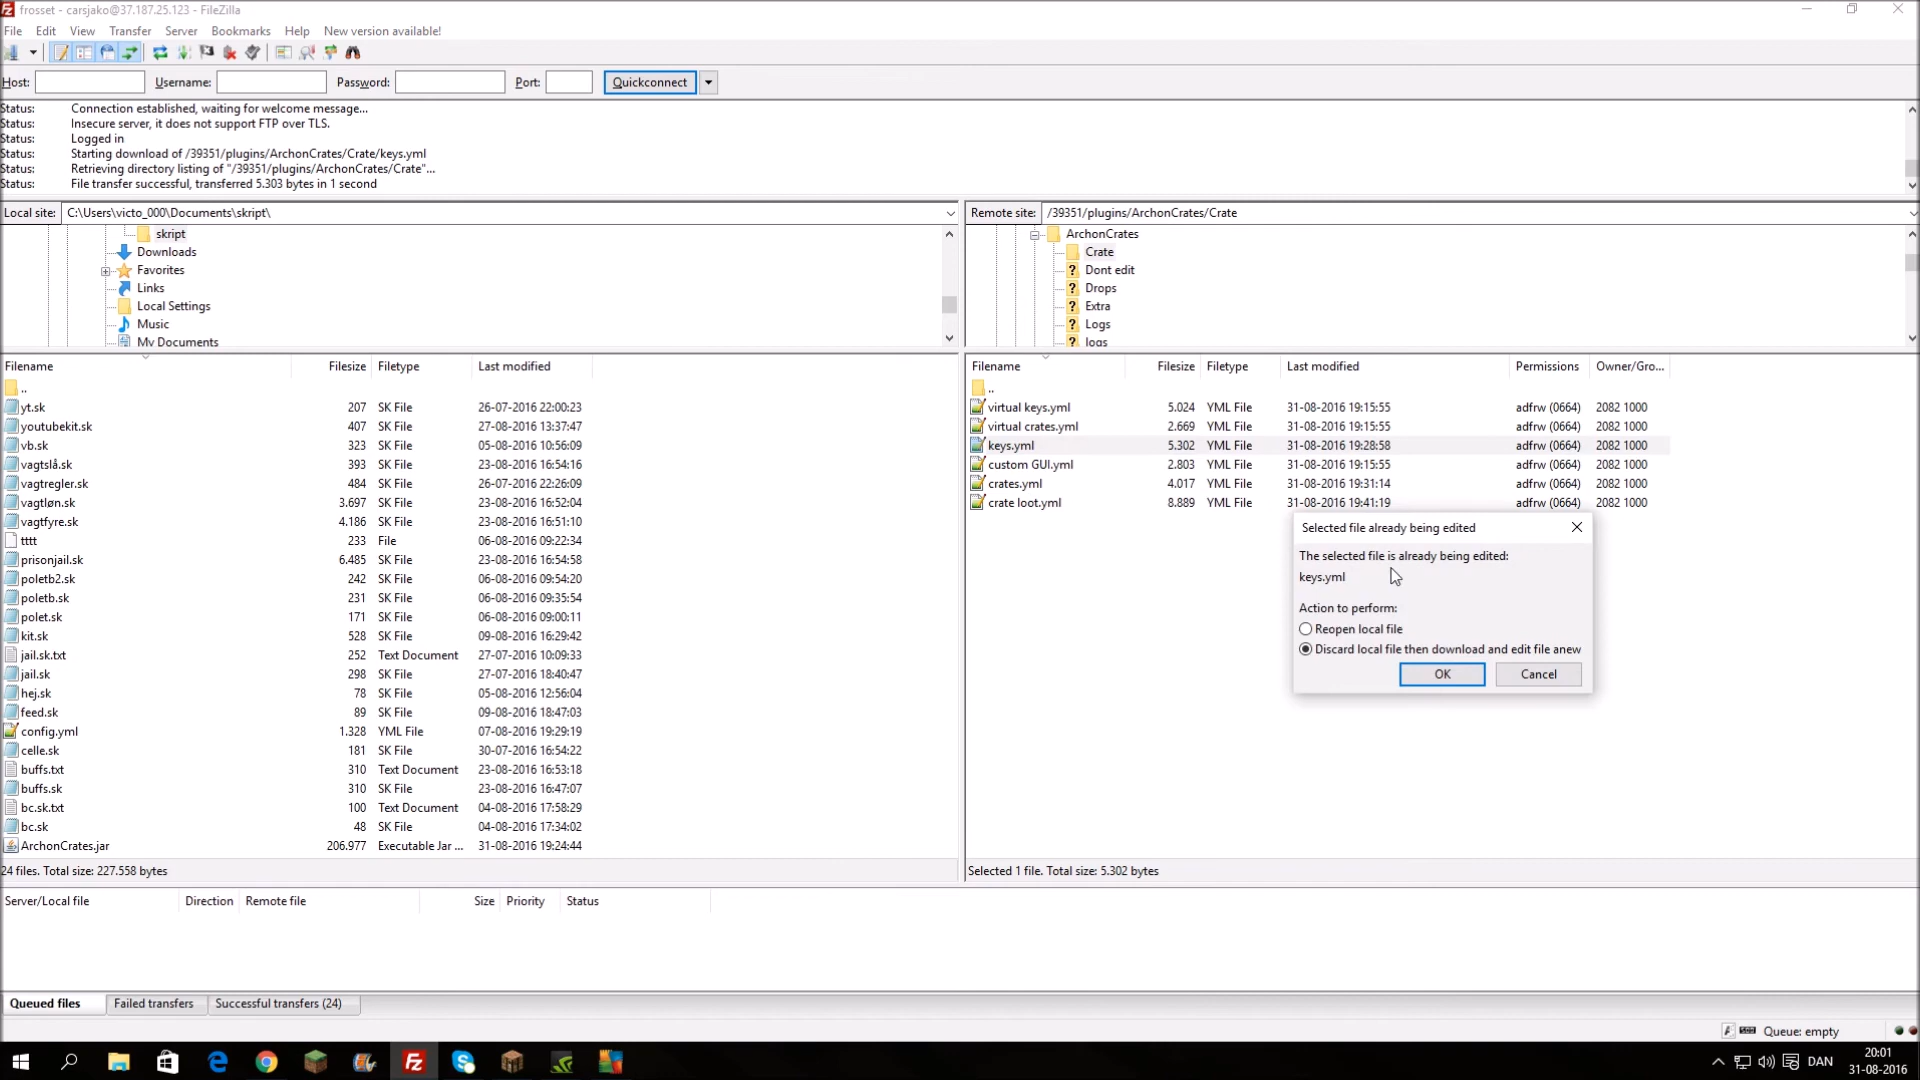 frosset - carsjako@37.187.25.123 - FileZilla
File Edit View Transfer Server Bookmarks Help New version available!
Host: Username: Password: Port: Quickconnect
Status: Connection established, waiting for welcome message...
Status: Insecure server, it does not support FTP over TLS.
Status: Logged in
Status: Starting download of /39351/plugins/ArchonCrates/Crate/keys.yml
Status: Retrieving directory listing of "/39351/plugins/ArchonCrates/Crate"...
Status: File transfer successful, transferred 5.303 bytes in 1 second
Local site: C:\Users\victo_000\Documents\skript\
skript
Downloads
Favorites
Links
Local Settings
Music
My Documents
Remote site: /39351/plugins/ArchonCrates/Crate
ArchonCrates
Crate
Dont edit
Drops
Extra
Logs
logs
Filename Filesize Filetype Last modified
..
yt.sk 207 SK File 26-07-2016 22:00:23
youtubekit.sk 407 SK File 27-08-2016 13:37:47
vb.sk 323 SK File 05-08-2016 10:56:09
vagtslå.sk 393 SK File 23-08-2016 16:54:16
vagtregler.sk 484 SK File 26-07-2016 22:26:09
vagtløn.sk 3.697 SK File 23-08-2016 16:52:04
vagtfyre.sk 4.186 SK File 23-08-2016 16:51:10
tttt 233 File 06-08-2016 09:22:34
prisonjail.sk 6.485 SK File 23-08-2016 16:54:58
poletb2.sk 242 SK File 06-08-2016 09:54:20
poletb.sk 231 SK File 06-08-2016 09:35:54
polet.sk 171 SK File 06-08-2016 09:00:11
kit.sk 528 SK File 09-08-2016 16:29:42
jail.sk.txt 252 Text Document 27-07-2016 10:09:33
jail.sk 298 SK File 27-07-2016 18:40:47
hej.sk 78 SK File 05-08-2016 12:56:04
feed.sk 89 SK File 09-08-2016 18:47:03
config.yml 1.328 YML File 07-08-2016 19:29:19
celle.sk 181 SK File 30-07-2016 16:54:22
buffs.txt 310 Text Document 23-08-2016 16:53:18
buffs.sk 310 SK File 23-08-2016 16:47:07
bc.sk.txt 100 Text Document 04-08-2016 17:58:29
bc.sk 48 SK File 04-08-2016 17:34:02
ArchonCrates.jar 206.977 Executable Jar ... 31-08-2016 19:24:44
24 files. Total size: 227.558 bytes
Filename Filesize Filetype Last modified Permissions Owner/Gro...
..
virtual keys.yml 5.024 YML File 31-08-2016 19:15:55 adfrw (0664) 2082 1000
virtual crates.yml 2.669 YML File 31-08-2016 19:15:55 adfrw (0664) 2082 1000
keys.yml 5.302 YML File 31-08-2016 19:28:58 adfrw (0664) 2082 1000
custom GUI.yml 2.803 YML File 31-08-2016 19:15:55 adfrw (0664) 2082 1000
crates.yml 4.017 YML File 31-08-2016 19:31:14 adfrw (0664) 2082 1000
crate loot.yml 8.889 YML File 31-08-2016 19:41:19 adfrw (0664) 2082 1000
Selected file already being edited
The selected file is already being edited:
keys.yml
Action to perform:
Reopen local file
Discard local file then download and edit file anew
OK Cancel
Selected 1 file. Total size: 5.302 bytes
Server/Local file Direction Remote file Size Priority Status
Queued files Failed transfers Successful transfers (24)
Queue: empty
DAN
20:01
31-08-2016